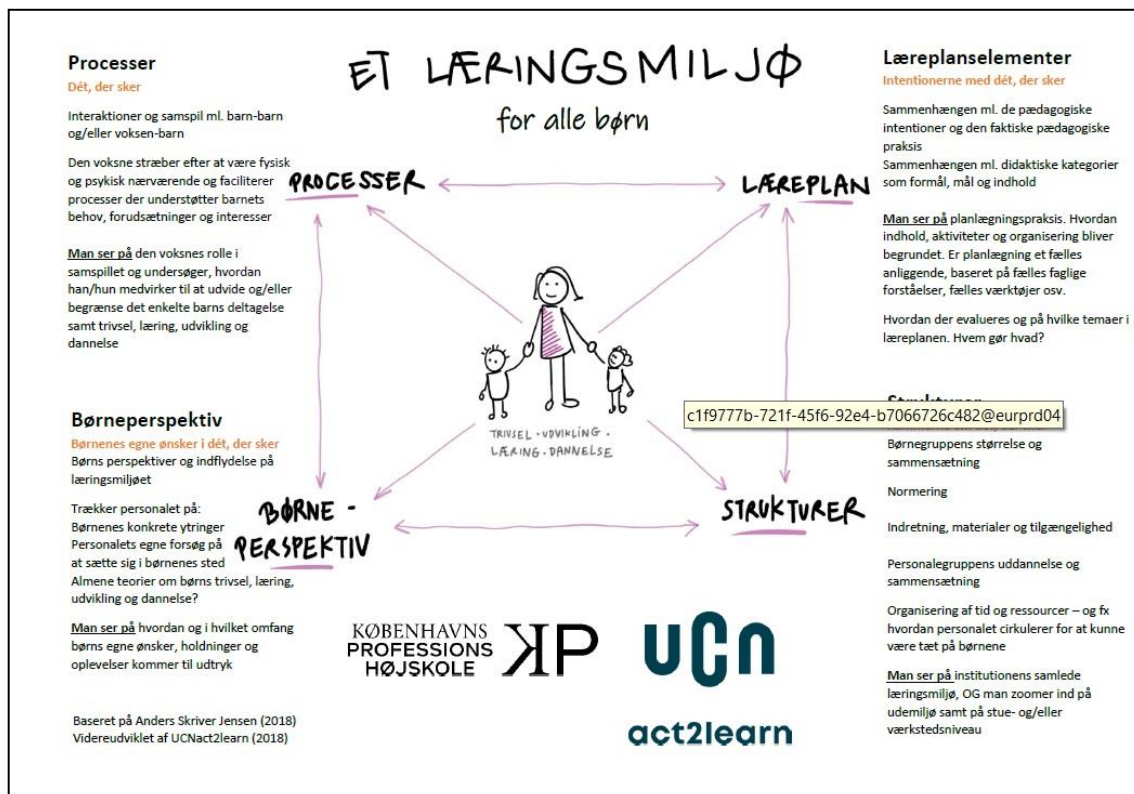 ET LÆRINGSMILJØ
for alle børn
Processer
Dét, der sker
Interaktioner og samspil ml. barn-barn
og/eller voksen-barn
Den voksne stræber efter at være fysisk
og psykisk nærværende og faciliterer
processer der understøtter barnets
behov, forudsætninger og interesser
Man ser på den voksnes rolle i
samspillet og undersøger, hvordan
han/hun medvirker til at udvide og/eller
begrænse det enkelte barns deltagelse
samt trivsel, læring, udvikling og
dannelse
Læreplanselementer
Intentionerne med dét, der sker
Sammenhængen ml. de pædagogiske
intentioner og den faktiske pædagogiske
praksis
Sammenhængen ml. didaktiske kategorier
som formål, mål og indhold
Man ser på planlægningspraksis. Hvordan
indhold, aktiviteter og organisering bliver
begrundet. Er planlægning et fælles
anliggende, baseret på fælles faglige
forståelser, fælles værktøjer osv.
Hvordan der evalueres og på hvilke temaer i
læreplanen. Hvem gør hvad?
PROCESSER
LÆREPLAN
TRIVSEL · UDVIKLING ·
LÆRING · DANNELSE
BØRNE-
PERSPEKTIV
STRUKTURER
Børneperspektiv
Børnenes egne ønsker i dét, der sker
Børns perspektiver og indflydelse på
læringsmiljøet
Trækker personalet på:
Børnenes konkrete ytringer
Personalets egne forsøg på
at sætte sig i børnenes sted
Almene teorier om børns trivsel, læring,
udvikling og dannelse?
Man ser på hvordan og i hvilket omfang
børns egne ønsker, holdninger og
oplevelser kommer til udtryk
c1f9777b-721f-45f6-92e4-b7066726c482@eurprd04
Børnegruppens størrelse og
sammensætning
Normering
Indretning, materialer og tilgængelighed
Personalegruppens uddannelse og
sammensætning
Organisering af tid og ressourcer – og fx
hvordan personalet cirkulerer for at kunne
være tæt på børnene
Man ser på institutionens samlede
læringsmiljø, OG man zoomer ind på
udemiljø samt på stue- og/eller
værkstedsniveau
Baseret på Anders Skriver Jensen (2018)
Videreudviklet af UCNact2learn (2018)
KØBENHAVNS
PROFESSIONS
HØJSKOLE
KP
UCN
act2learn